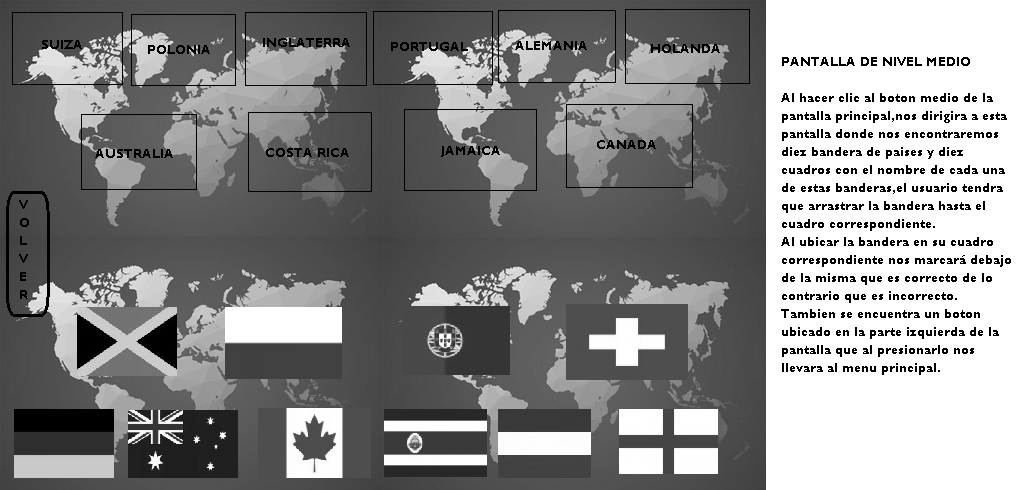 SUIZA
POLONIA
INGLATERRA
PORTUGAL
ALEMANIA
HOLANDA
AUSTRALIA
COSTA RICA
JAMAICA
CANADA
VOLVER
PANTALLA DE NIVEL MEDIO
Al hacer clic al boton medio de la
pantalla principal,nos dirigira a esta
pantalla donde nos encontraremos
diez bandera de paises y diez
cuadros con el nombre de cada una
de estas banderas,el usuario tendra
que arrastrar la bandera hasta el
cuadro correspondiente.
Al ubicar la bandera en su cuadro
correspondiente nos marcará debajo
de la misma que es correcto de lo
contrario que es incorrecto.
Tambien se encuentra un boton
ubicado en la parte izquierda de la
pantalla que al presionarlo nos
llevara al menu principal.